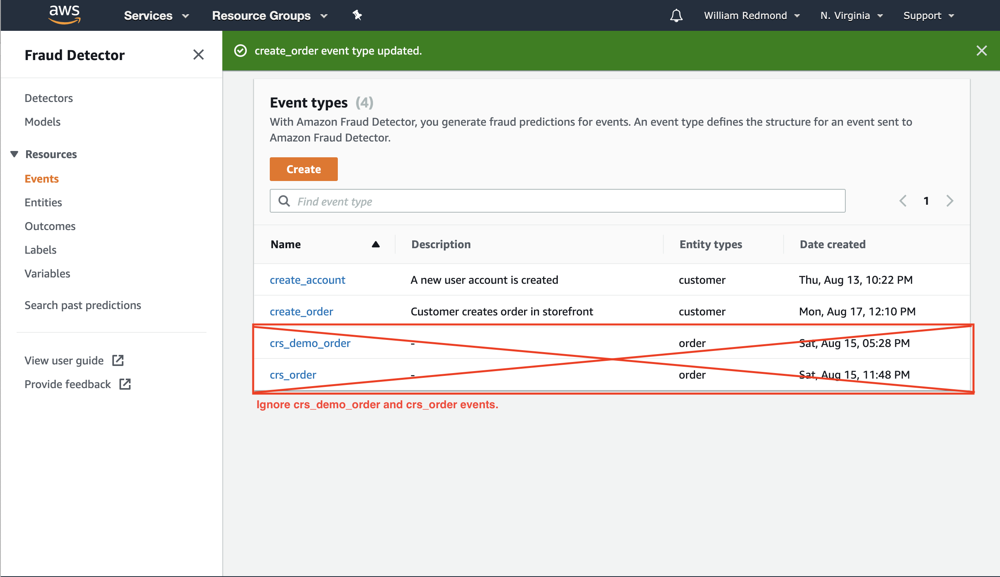 aws Services Resource Groups William Redmond N. Virginia Support
Fraud Detector
create_order event type updated.
Detectors
Models
Resources
Events
Entities
Outcomes
Labels
Variables
Search past predictions
View user guide
Provide feedback
Event types (4)
With Amazon Fraud Detector, you generate fraud predictions for events. An event type defines the structure for an event sent to
Amazon Fraud Detector.
Create
Find event type 1
Name Description Entity types Date created
create_account A new user account is created customer Thu, Aug 13, 10:22 PM
create_order Customer creates order in storefront customer Mon, Aug 17, 12:10 PM
crs_demo_order - order Sat, Aug 15, 05:28 PM
crs_order - order Sat, Aug 15, 11:48 PM
Ignore crs_demo_order and crs_order events.